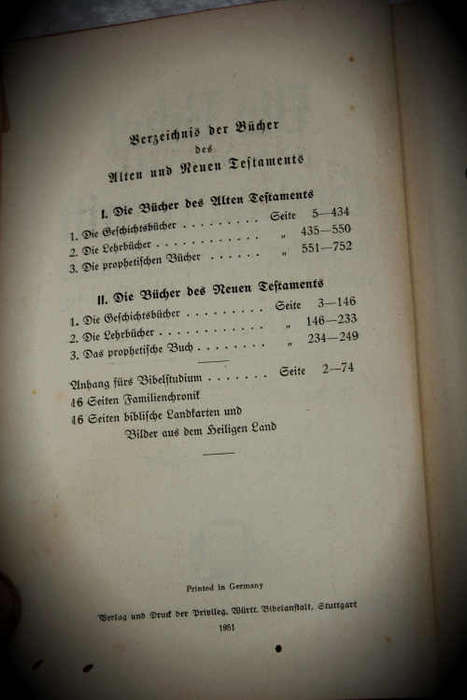 Verzeichnis der Bücher
des
Alten und Neuen Testaments
I. Die Bücher des Alten Testaments
1. Die Geschichtsbücher . . . . . . . . . Seite 5—434
2. Die Lehrbücher . . . . . . . . . . . . „ 435—550
3. Die prophetischen Bücher . . . . . . „ 551—752
II. Die Bücher des Neuen Testaments
1. Die Geschichtsbücher . . . . . . . . . Seite 3—146
2. Die Lehrbücher . . . . . . . . . . . . „ 146—233
3. Das prophetische Buch . . . . . . . . „ 234—249
Anhang fürs Bibelstudium . . . . . . . Seite 2—74
16 Seiten Familienchronik
16 Seiten biblische Landkarten und
Bilder aus dem Heiligen Land
Printed in Germany
Verlag und Druck der Privileg. Württ. Bibelanstalt, Stuttgart
1951